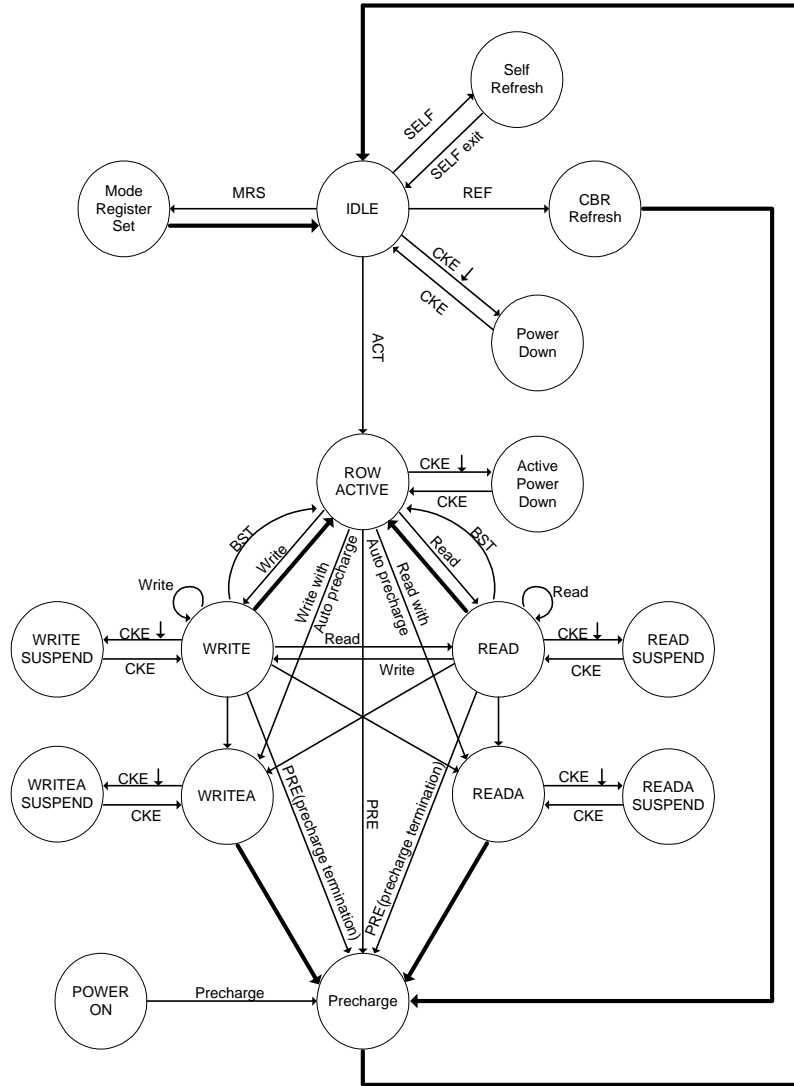 Self
Refresh
SELF
SELF exit
Mode
Register
Set
MRS
IDLE
REF
CBR
Refresh
CKE
CKE
Power
Down
ACT
ROW
ACTIVE
CKE
CKE
Active
Power
Down
BST
Write
Write with
Auto precharge
Auto precharge
Read with
Read
BST
Write
Read
WRITE
SUSPEND
CKE
CKE
WRITE
Read
Write
READ
CKE
CKE
READ
SUSPEND
WRITEA
SUSPEND
CKE
CKE
WRITEA
PRE(precharge termination)
PRE
PRE(precharge termination)
READA
CKE
CKE
READA
SUSPEND
POWER
ON
Precharge
Precharge